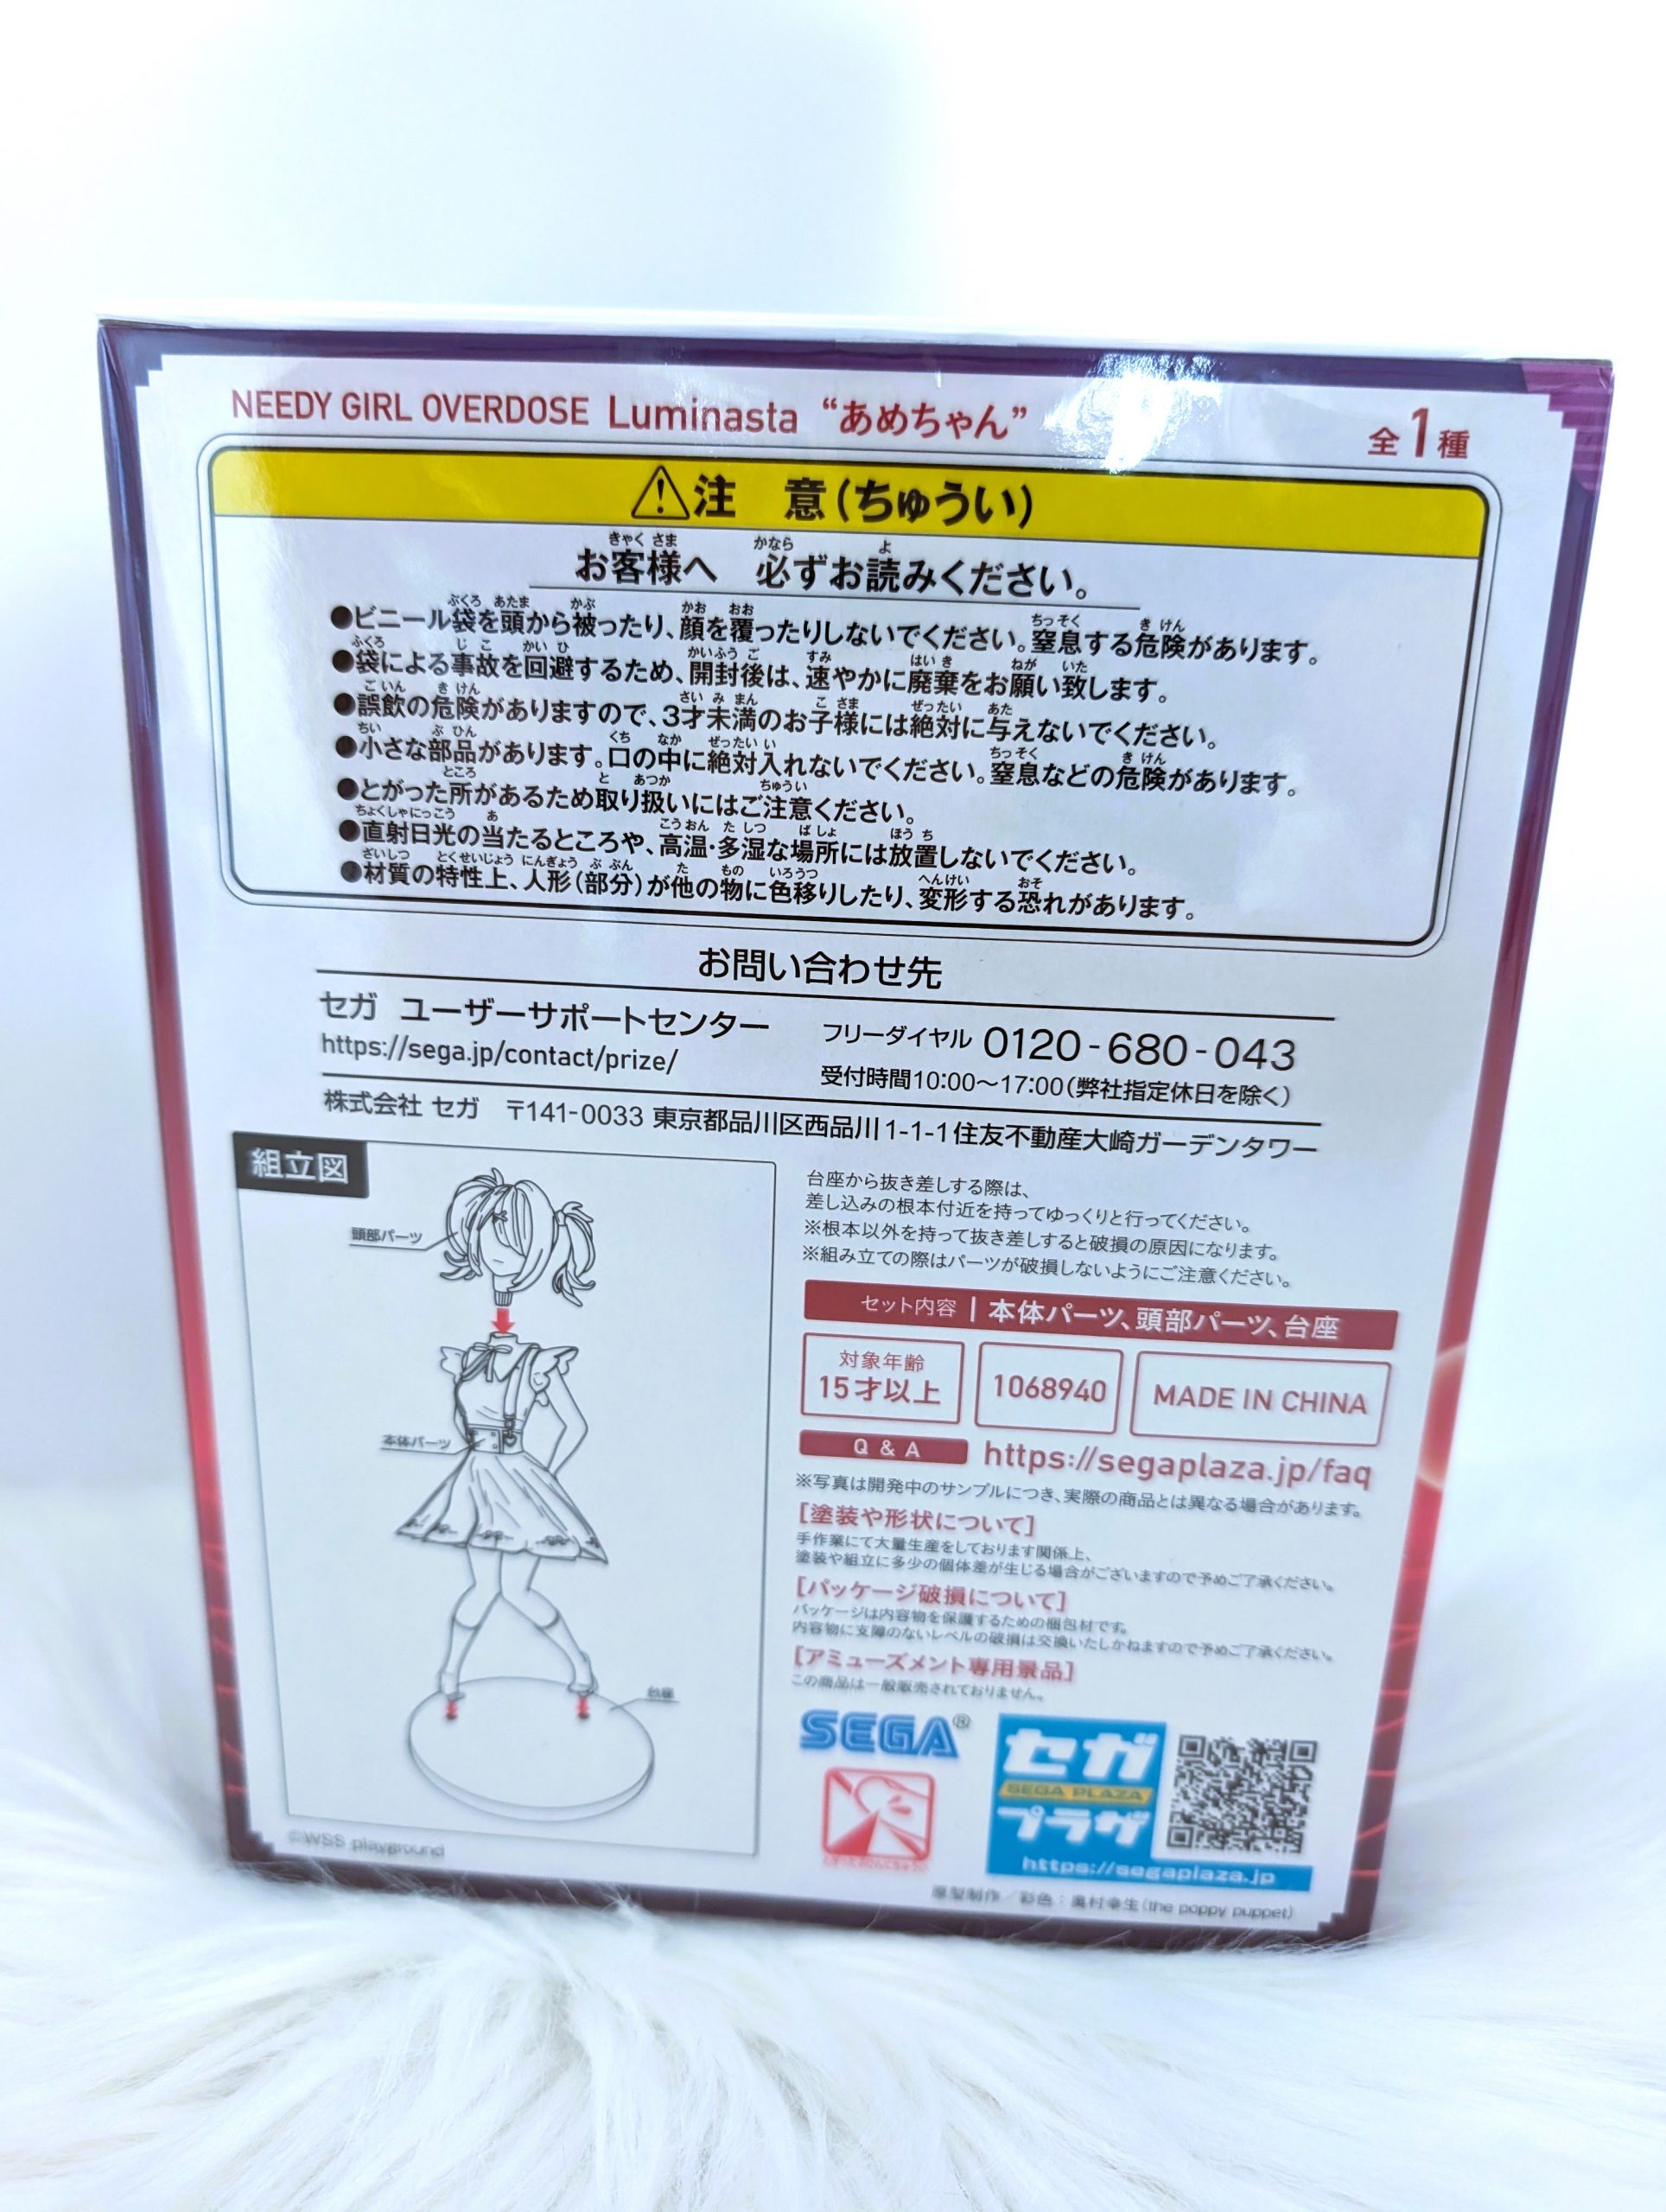 NEEDY GIRL OVERDOSE Luminasta “あめちゃん”
全1種
注 意(ちゅうい)
お客様へ 必ずお読みください。
●ビニール袋を頭から被ったり、顔を覆ったりしないでください。窒息する危険があります。
●袋による事故を回避するため、開封後は、速やかに廃棄をお願い致します。
●誤飲の危険がありますので、3才未満のお子様には絶対に与えないでください。
●小さな部品があります。口の中に絶対入れないでください。窒息などの危険があります。
●とがった所があるため取り扱いにはご注意ください。
●直射日光の当たるところや、高温・多湿な場所には放置しないでください。
●材質の特性上、人形(部分)が他の物に色移りしたり、変形する恐れがあります。
お問い合わせ先
セガ ユーザーサポートセンター
https://sega.jp/contact/prize/
フリーダイヤル 0120-680-043
受付時間10:00〜17:00(弊社指定休日を除く)
株式会社 セガ 〒141-0033 東京都品川区西品川1-1-1住友不動産大崎ガーデンタワー
組立図
頭部パーツ
本体パーツ
台座
©WSS playground
台座から抜き差しする際は、
差し込みの根本付近を持ってゆっくりと行ってください。
※根本以外を持って抜き差しすると破損の原因になります。
※組み立ての際はパーツが破損しないようにご注意ください。
セット内容 | 本体パーツ、頭部パーツ、台座
対象年齢
15才以上
1068940
MADE IN CHINA
Q & A https://segaplaza.jp/faq
※写真は開発中のサンプルにつき、実際の商品とは異なる場合があります。
[塗装や形状について]
手作業にて大量生産をしております関係上、
塗装や組立に多少の個体差が生じる場合がございますので予めご了承ください。
[パッケージ破損について]
パッケージは内容物を保護するための梱包材です。
内容物に支障のないレベルの破損は交換いたしかねますので予めご了承ください。
[アミューズメント専用景品]
この商品は一般販売されておりません。
SEGA®
セガ
SEGA PLAZA
プラザ
https://segaplaza.jp
原型制作／彩色：奥村幸生(the poppy puppet)